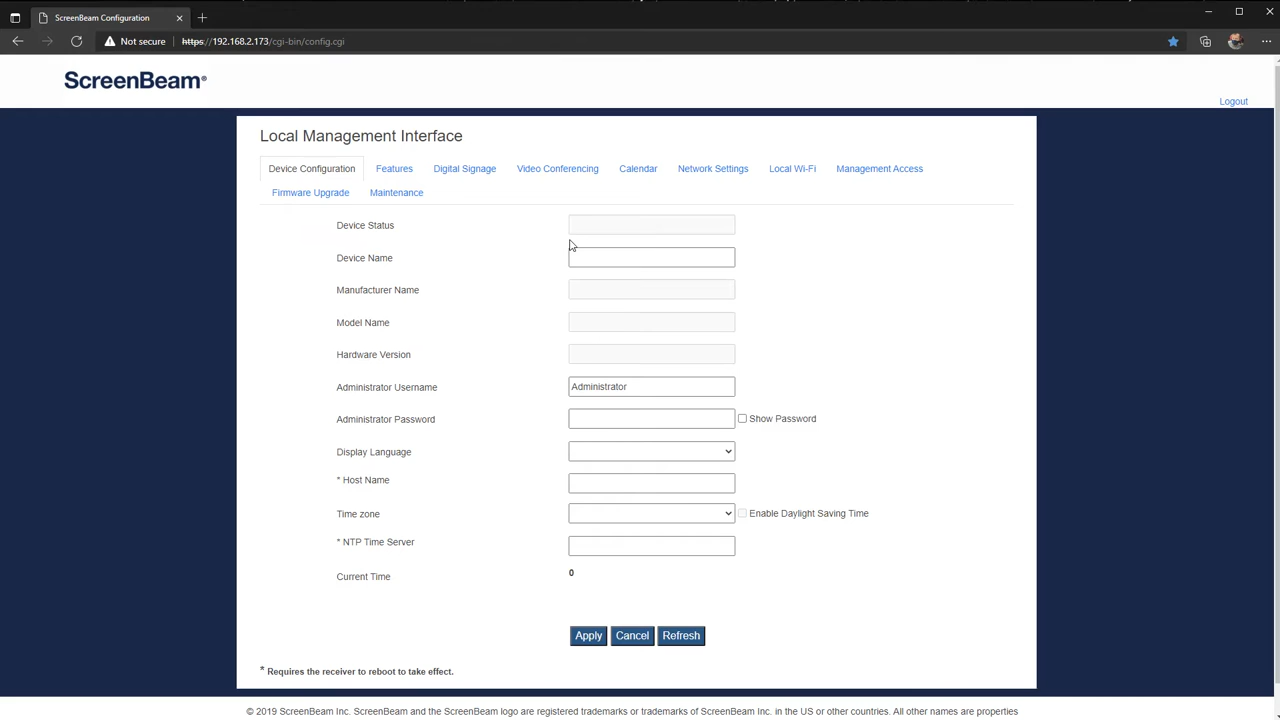 ScreenBeam Configuration
Not secure https://192.168.2.173/cgi-bin/config.cgi
ScreenBeam®
Logout
Local Management Interface
Device Configuration Features Digital Signage Video Conferencing Calendar Network Settings Local Wi-Fi Management Access
Firmware Upgrade Maintenance
Device Status
Device Name
Manufacturer Name
Model Name
Hardware Version
Administrator Username Administrator
Administrator Password Show Password
Display Language
* Host Name
Time zone Enable Daylight Saving Time
* NTP Time Server
Current Time 0
Apply Cancel Refresh
* Requires the receiver to reboot to take effect.
© 2019 ScreenBeam Inc. ScreenBeam and the ScreenBeam logo are registered trademarks or trademarks of ScreenBeam Inc. in the US or other countries. All other names are properties